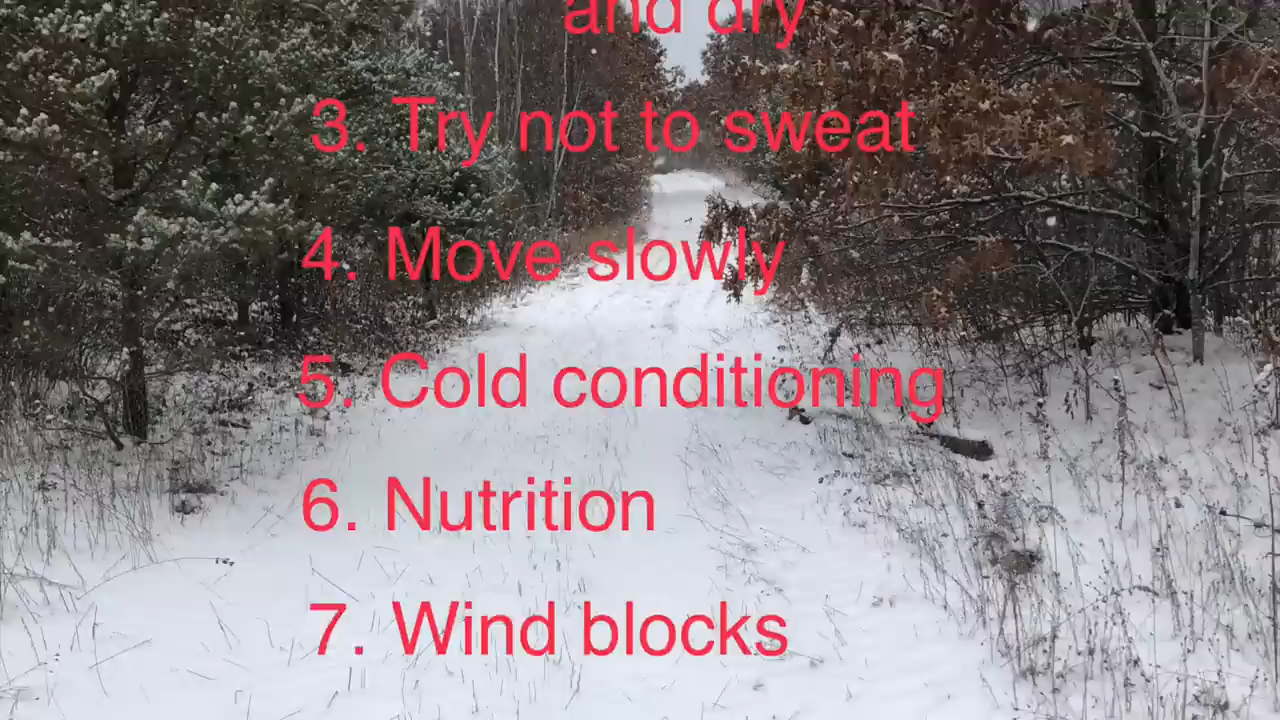 and dry
3. Try not to sweat
4. Move slowly
5. Cold conditioning
6. Nutrition
7. Wind blocks